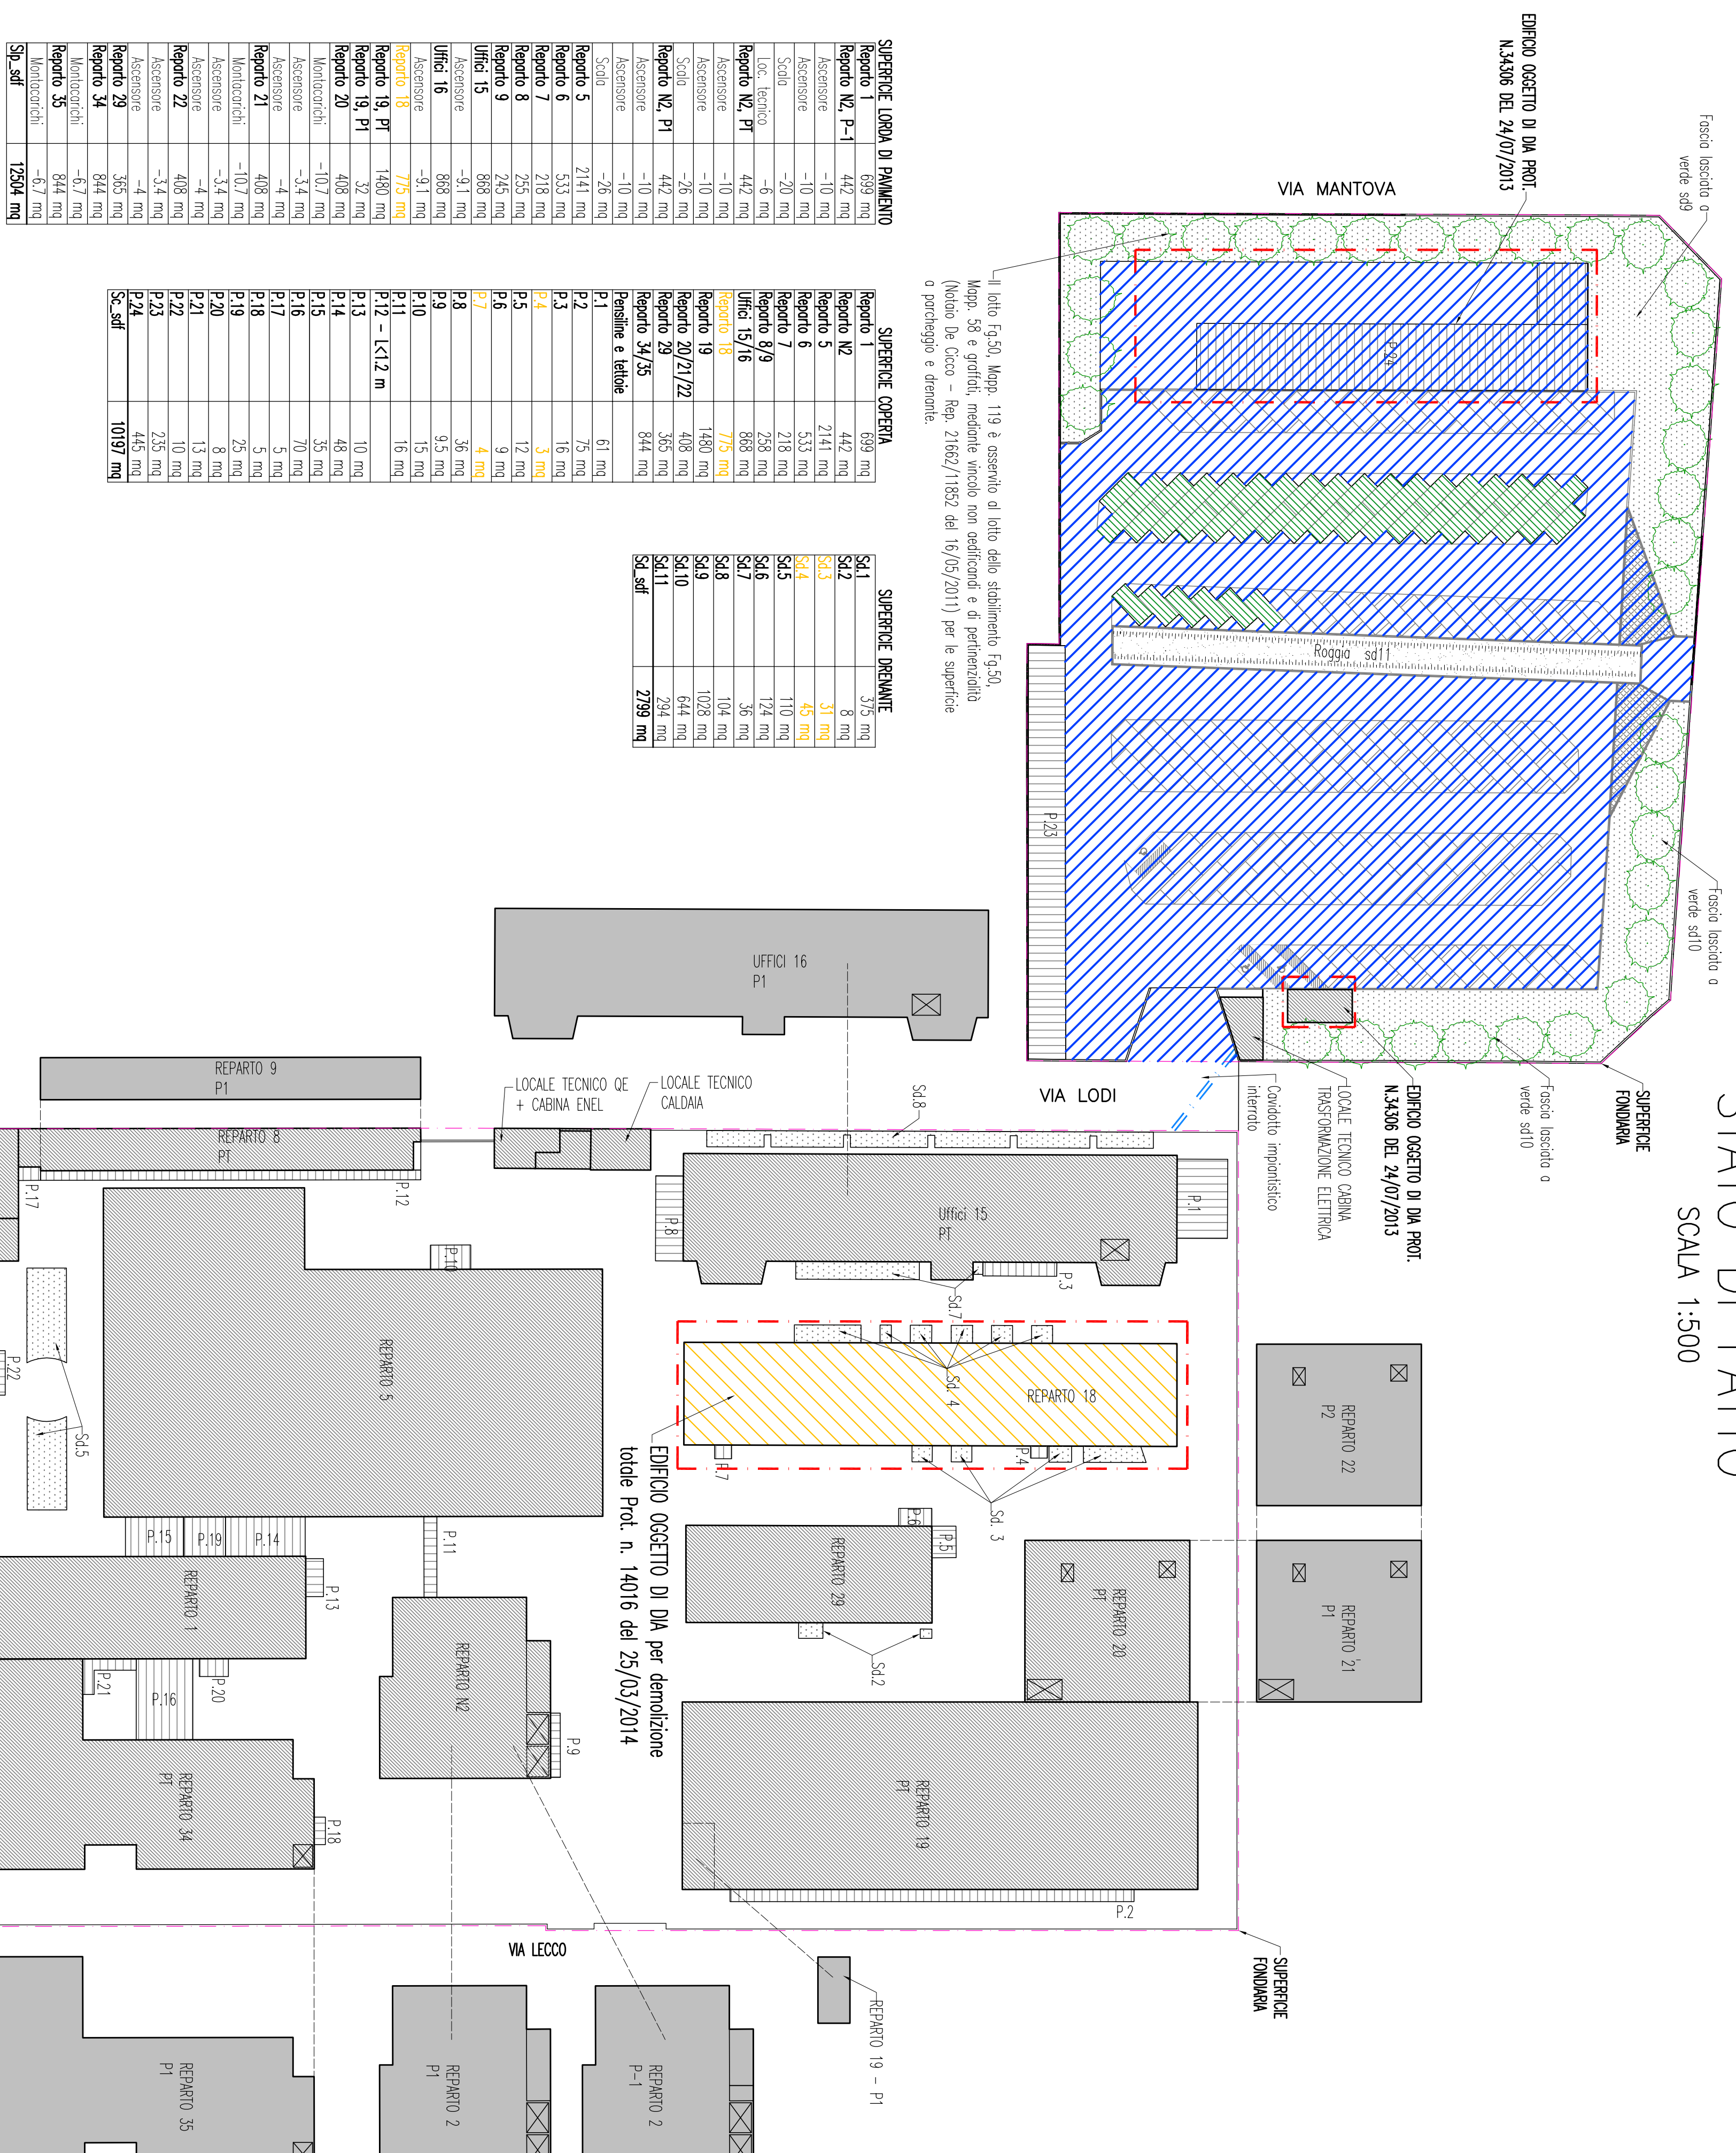 STATO DI FATTO
SCALA 1:500
Fascia lasciata a
verde sd9
EDIFICIO OGGETTO DI DIA PROT.
N.34306 DEL 24/07/2013
VIA MANTOVA
P.24
Roggia sd11
P.23
Fascia lasciata a
verde sd10
Fascia lasciata a
verde sd10
SUPERFICIE
FONDIARIA
EDIFICIO OGGETTO DI DIA PROT.
N.34306 DEL 24/07/2013
LOCALE TECNICO CABINA
TRASFORMAZIONE ELETTRICA
Cavidotto impiantistico
interrato
VIA LODI
Il lotto Fg.50, Mapp. 119 è asservito al lotto dello stabilimento Fg.50,
Mapp. 58 e graffati, mediante vincolo non aedificandi e di pertinenzialità
(Notaio De Cicco - Rep. 21662/11852 del 16/05/2011) per le superficie
a parcheggio e drenante.
SUPERFICIE LORDA DI PAVIMENTO
Reparto 1 699 mq
Reparto N2, P-1 442 mq
Ascensore -10 mq
Ascensore -10 mq
Scala -20 mq
Loc. tecnico -6 mq
Reparto N2, PT 442 mq
Ascensore -10 mq
Ascensore -10 mq
Scala -26 mq
Reparto N2, P1 442 mq
Ascensore -10 mq
Ascensore -10 mq
Scala -26 mq
Reparto 5 2141 mq
Reparto 6 533 mq
Reparto 7 218 mq
Reparto 8 255 mq
Reparto 9 245 mq
Uffici 15 868 mq
Ascensore -9.1 mq
Uffici 16 868 mq
Ascensore -9.1 mq
Reparto 18 775 mq
Reparto 19, PT 1480 mq
Reparto 19, P1 32 mq
Reparto 20 408 mq
Montacarichi -10.7 mq
Ascensore -3.4 mq
Ascensore -4 mq
Reparto 21 408 mq
Montacarichi -10.7 mq
Ascensore -3.4 mq
Ascensore -4 mq
Reparto 22 408 mq
Ascensore -3.4 mq
Ascensore -4 mq
Reparto 29 365 mq
Reparto 34 844 mq
Montacarichi -6.7 mq
Reparto 35 844 mq
Montacarichi -6.7 mq
Slp_sdf 12504 mq
SUPERFICIE COPERTA
Reparto 1 699 mq
Reparto N2 442 mq
Reparto 5 2141 mq
Reparto 6 533 mq
Reparto 7 218 mq
Reparto 8/9 258 mq
Uffici 15/16 868 mq
Reparto 18 775 mq
Reparto 19 1480 mq
Reparto 20/21/22 408 mq
Reparto 29 365 mq
Reparto 34/35 844 mq
Pensiline e tettoie
P.1 61 mq
P.2 75 mq
P.3 16 mq
P.4 3 mq
P.5 12 mq
P.6 9 mq
P.7 4 mq
P.8 36 mq
P.9 9.5 mq
P.10 15 mq
P.11 16 mq
P.12 - L<1.2 m
P.13 10 mq
P.14 48 mq
P.15 35 mq
P.16 70 mq
P.17 5 mq
P.18 5 mq
P.19 25 mq
P.20 8 mq
P.21 13 mq
P.22 10 mq
P.23 235 mq
P.24 445 mq
Sc_sdf 10197 mq
SUPERFICIE DRENANTE
Sd.1 375 mq
Sd.2 8 mq
Sd.3 31 mq
Sd.4 45 mq
Sd.5 110 mq
Sd.6 124 mq
Sd.7 36 mq
Sd.8 104 mq
Sd.9 1028 mq
Sd.10 644 mq
Sd.11 294 mq
Sd_sdf 2799 mq
UFFICI 16
P1
REPARTO 9
P1
REPARTO 8
PT
LOCALE TECNICO QE
+ CABINA ENEL
LOCALE TECNICO
CALDAIA
Sd.8
P.1
Uffici 15
PT
P.8
P.3
Sd.7
P.12
P.17
P.10
REPARTO 5
P.22
Sd.5
Sd. 4
REPARTO 18
P.7
P.4
Sd. 3
EDIFICIO OGGETTO DI DIA per demolizione
totale Prot. n. 14016 del 25/03/2014
REPARTO 22
P2
REPARTO 21
P1
REPARTO 20
PT
P.6
P.5
REPARTO 29
Sd.2
P.11
P.15
P.19
P.14
P.13
REPARTO 1
REPARTO N2
P.9
P.20
P.21
P.16
REPARTO 34
PT
P.18
REPARTO 19
PT
P.2
VIA LECCO
SUPERFICIE
FONDIARIA
REPARTO 19 - P1
REPARTO 2
P-1
REPARTO 2
P1
REPARTO 35
P1